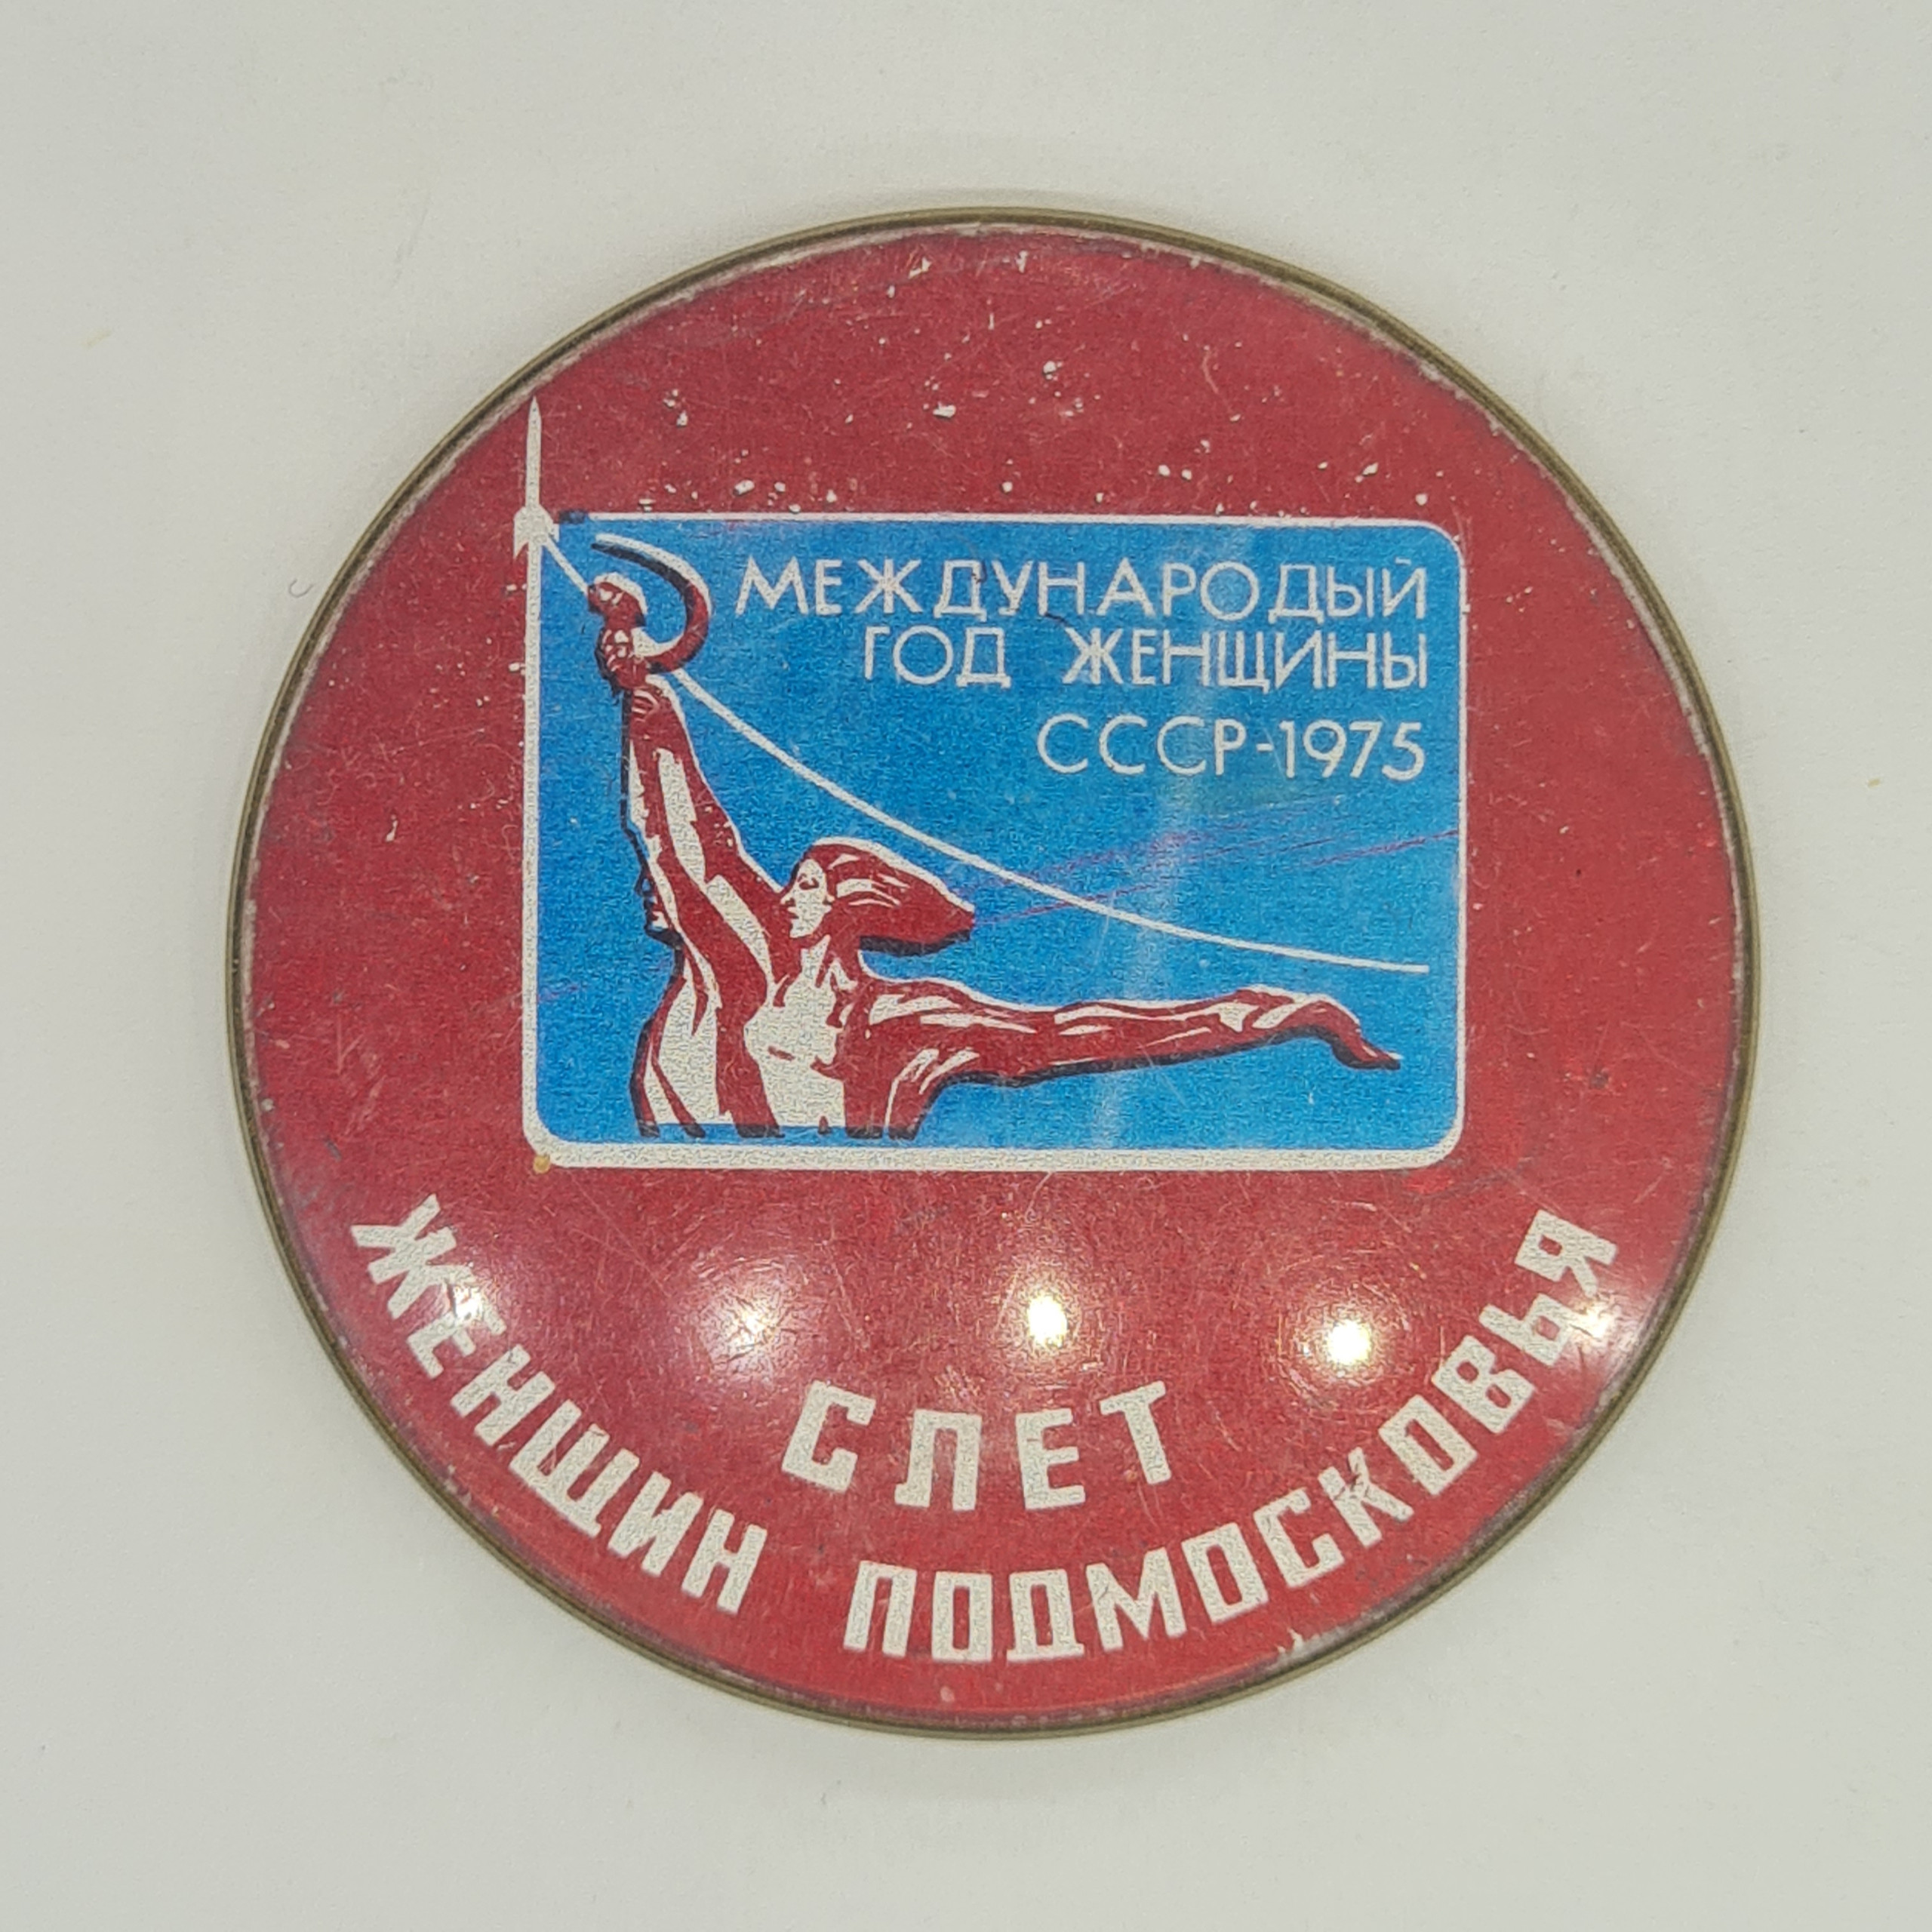 МЕЖДУНАРОДЫЙ
ГОД ЖЕНЩИНЫ
СССР-1975
СЛЕТ
ЖЕНЩИН ПОДМОСКОВЬЯ